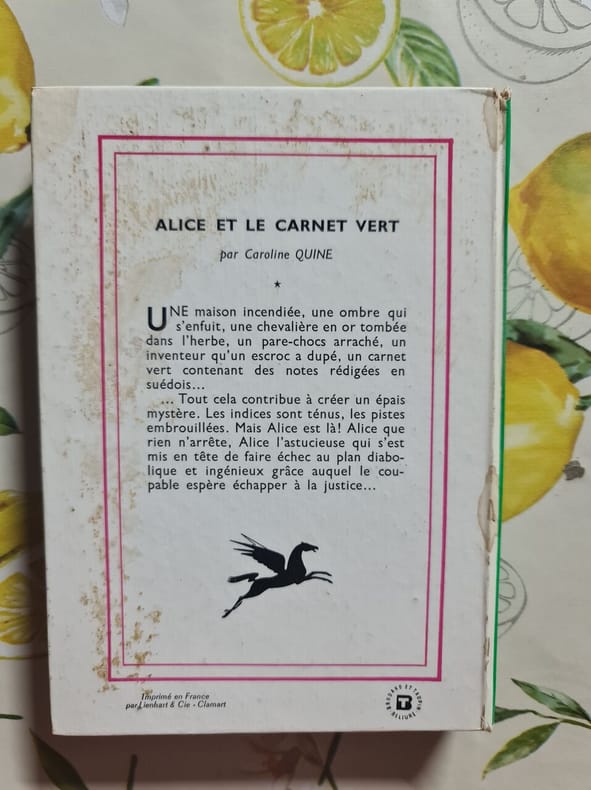 ALICE ET LE CARNET VERT
par Caroline QUINE
UNE maison incendiée, une ombre qui
s'enfuit, une chevalière en or tombée
dans l'herbe, un pare-chocs arraché, un
inventeur qu'un escroc a dupé, un carnet
vert contenant des notes rédigées en
suédois...
... Tout cela contribue à créer un épais
mystère. Les indices sont ténus, les pistes
embrouillées. Mais Alice est là! Alice que
rien n'arrête, Alice l'astucieuse qui s'est
mis en tête de faire échec au plan diabo-
lique et ingénieux grâce auquel le cou-
pable espère échapper à la justice...
Imprimé en France
par Lienhart & Cie - Clamart
BRODARD ET TAUPIN
RELIURE